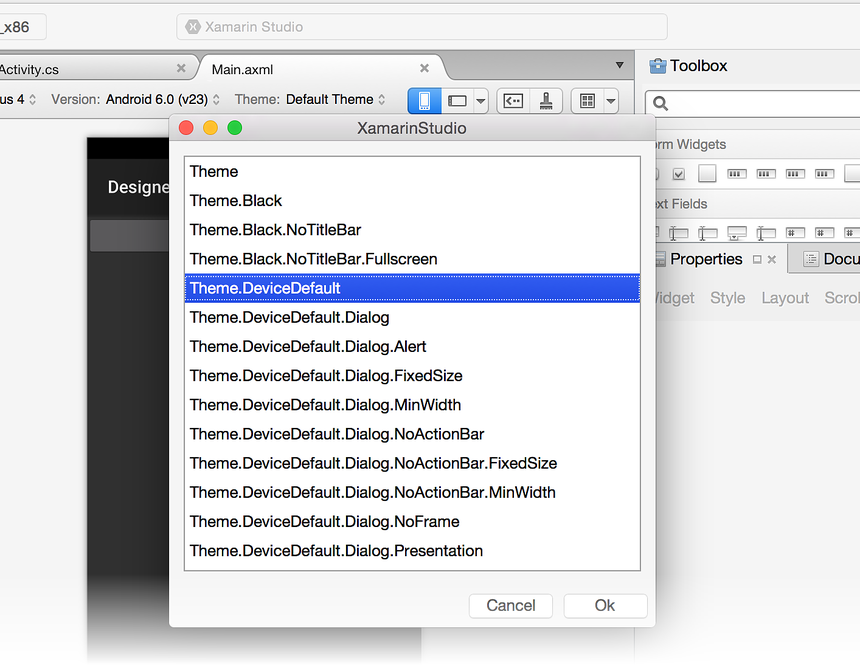 _x86
Xamarin Studio
Activity.cs
Main.axml
us 4 Version: Android 6.0 (v23) Theme: Default Theme
Toolbox
XamarinStudio
Theme
Theme.Black
Theme.Black.NoTitleBar
Theme.Black.NoTitleBar.Fullscreen
Theme.DeviceDefault
Theme.DeviceDefault.Dialog
Theme.DeviceDefault.Dialog.Alert
Theme.DeviceDefault.Dialog.FixedSize
Theme.DeviceDefault.Dialog.MinWidth
Theme.DeviceDefault.Dialog.NoActionBar
Theme.DeviceDefault.Dialog.NoActionBar.FixedSize
Theme.DeviceDefault.Dialog.NoActionBar.MinWidth
Theme.DeviceDefault.Dialog.NoFrame
Theme.DeviceDefault.Dialog.Presentation
Cancel
Ok
Designe
orm Widgets
ext Fields
Properties
Docu
Widget Style Layout Scrol